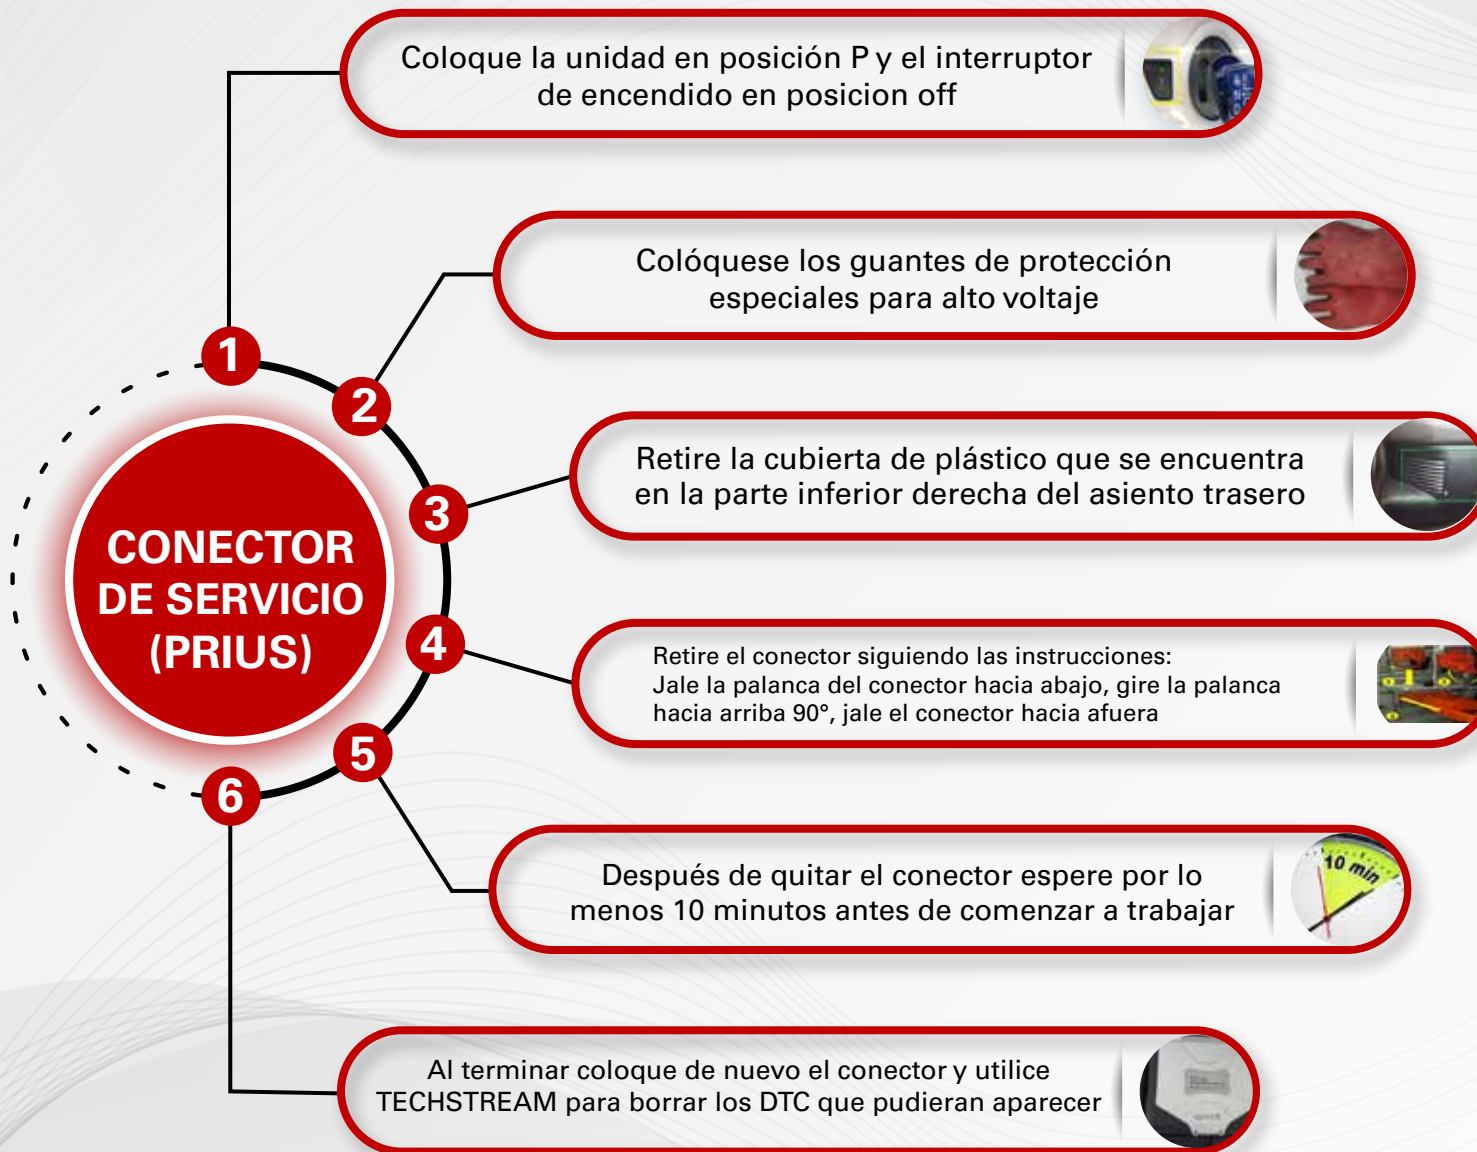 Coloque la unidad en posición P y el interruptor
de encendido en posicion off
Colóquese los guantes de protección
especiales para alto voltaje
1
2
3
4
5
6
CONECTOR
DE SERVICIO
(PRIUS)
Retire la cubierta de plástico que se encuentra
en la parte inferior derecha del asiento trasero
Retire el conector siguiendo las instrucciones:
Jale la palanca del conector hacia abajo, gire la palanca
hacia arriba 90°, jale el conector hacia afuera
Después de quitar el conector espere por lo
menos 10 minutos antes de comenzar a trabajar
10 min
Al terminar coloque de nuevo el conector y utilice
TECHSTREAM para borrar los DTC que pudieran aparecer